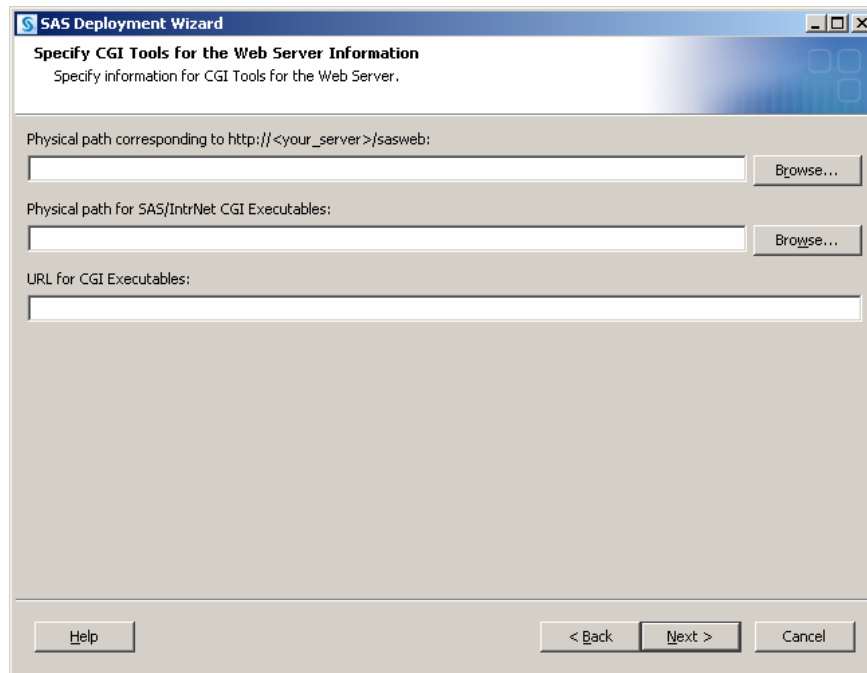 SAS Deployment Wizard
Specify CGI Tools for the Web Server Information
Specify information for CGI Tools for the Web Server.
Physical path corresponding to http://<your_server>/sasweb:
Browse...
Physical path for SAS/IntrNet CGI Executables:
Browse...
URL for CGI Executables:
Help
< Back
Next >
Cancel